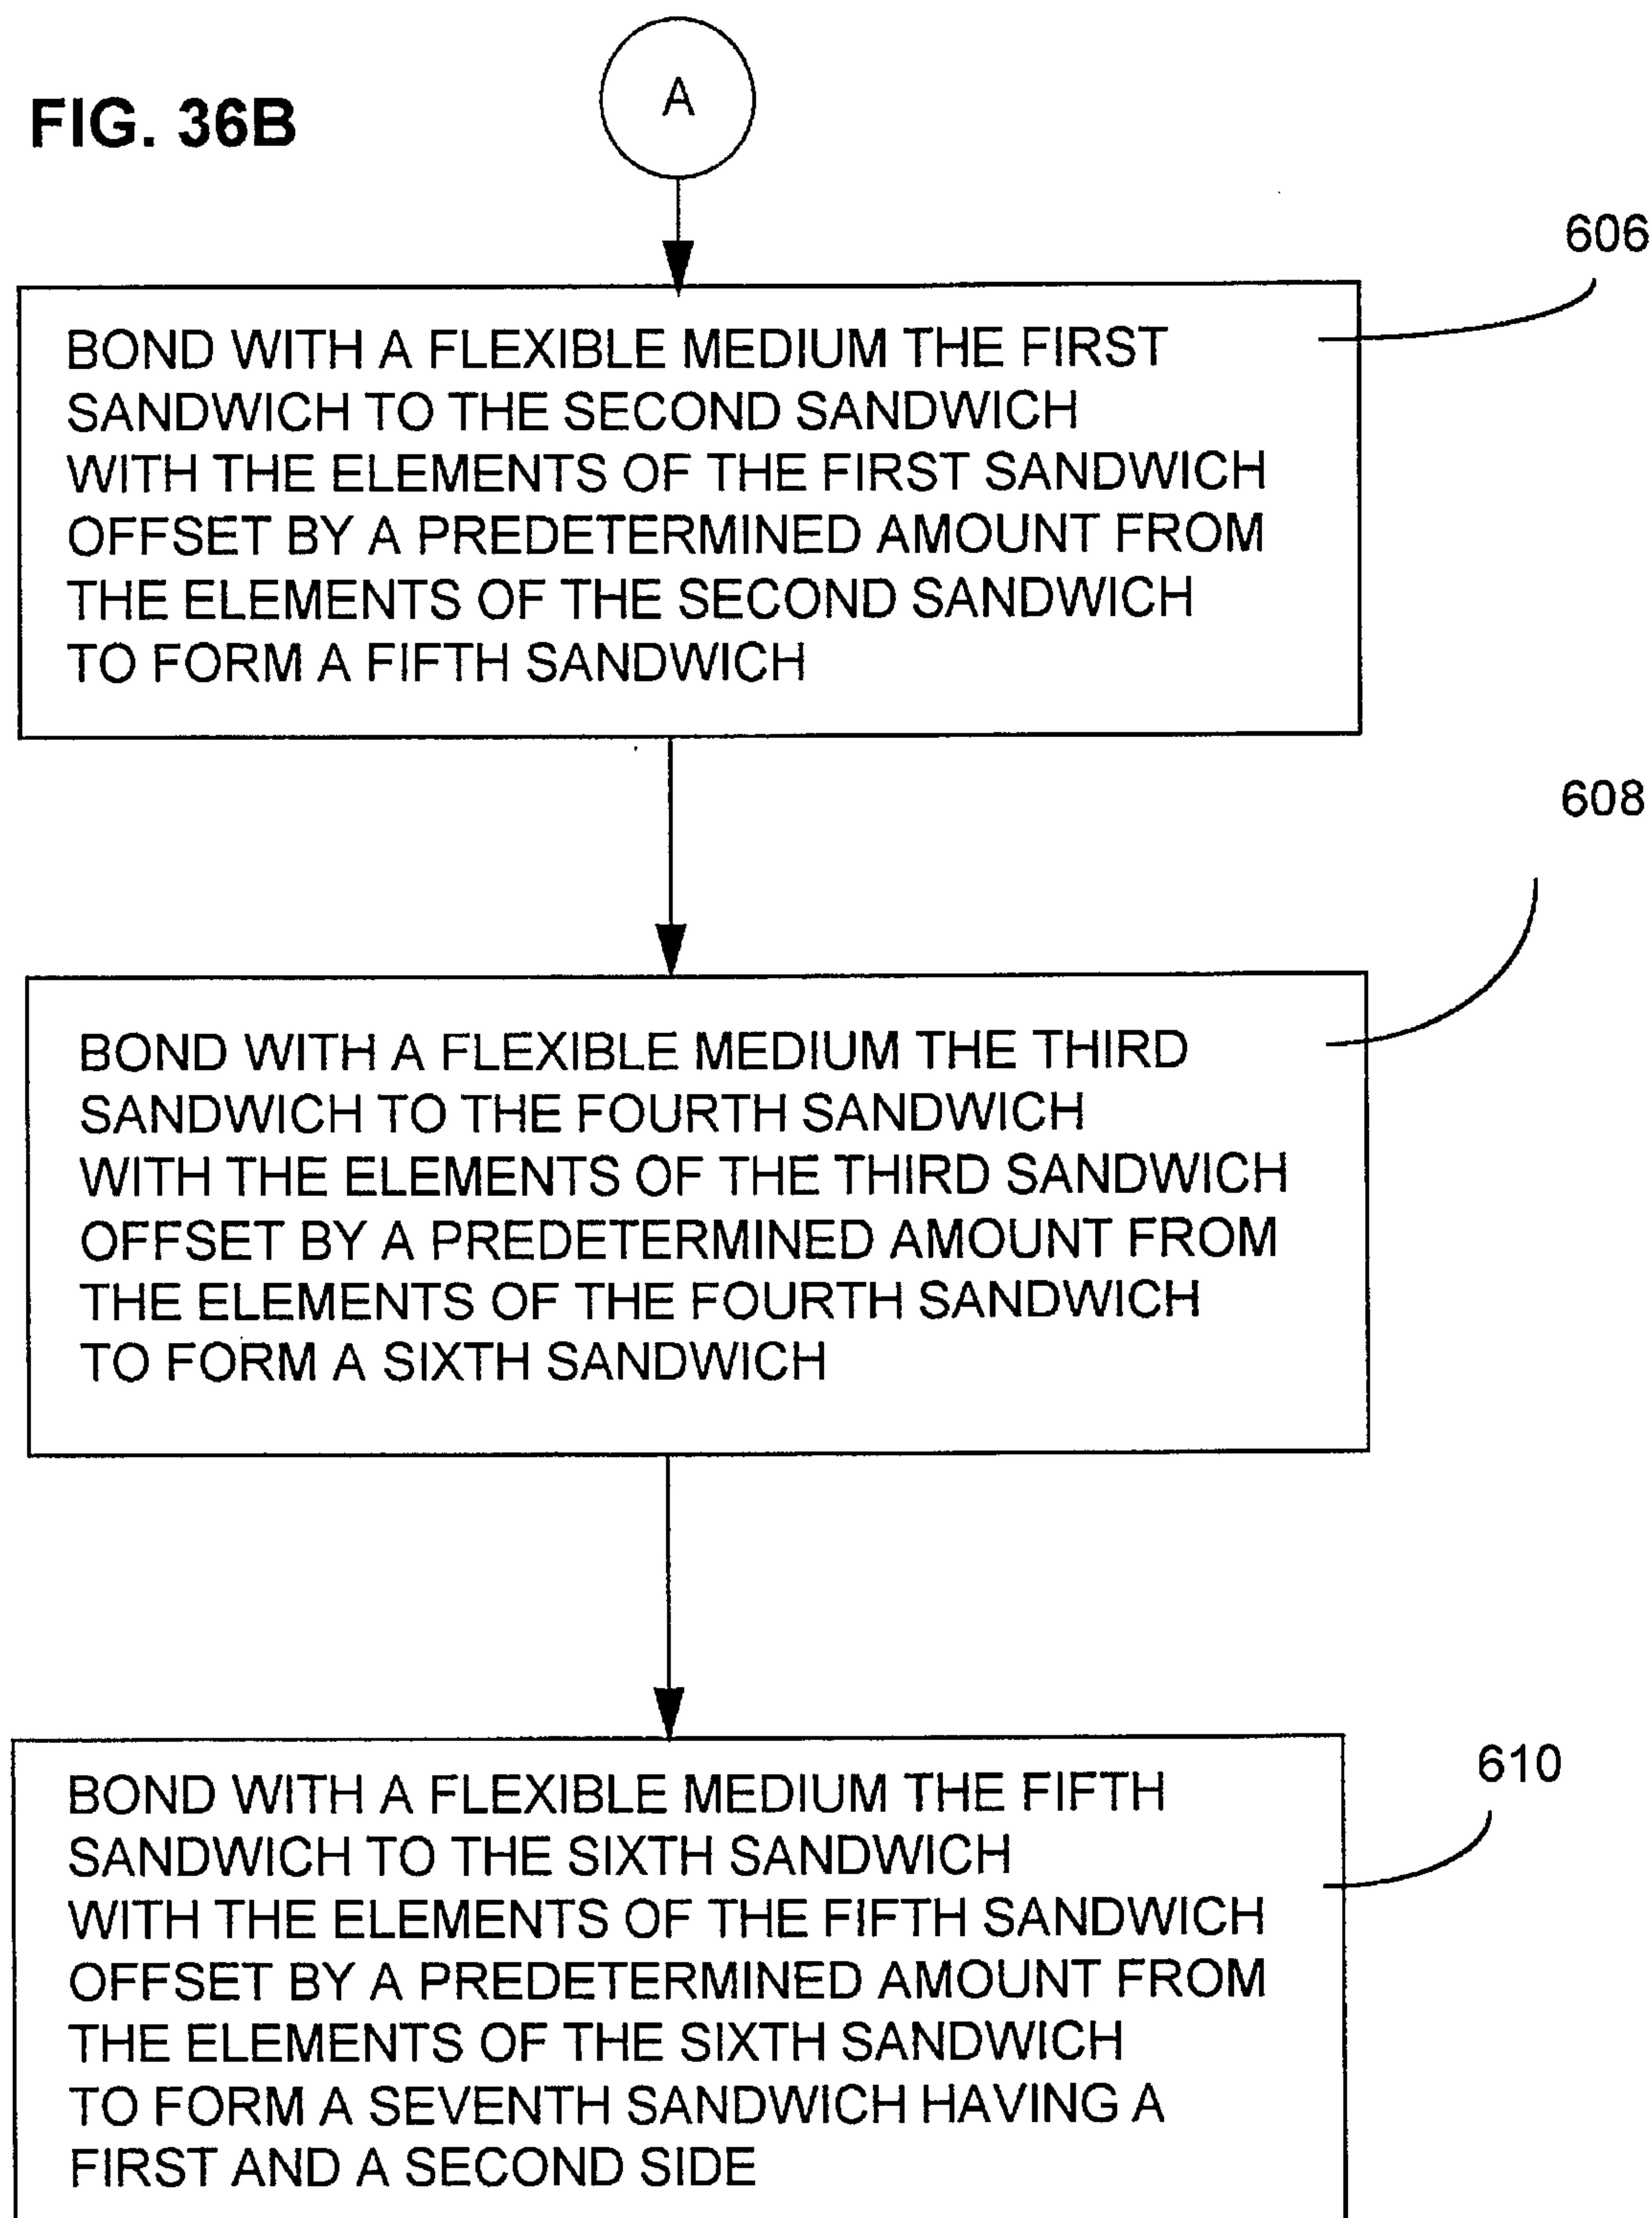 FIG. 36B
A
606
BOND WITH A FLEXIBLE MEDIUM THE FIRST
SANDWICH TO THE SECOND SANDWICH
WITH THE ELEMENTS OF THE FIRST SANDWICH
OFFSET BY A PREDETERMINED AMOUNT FROM
THE ELEMENTS OF THE SECOND SANDWICH
TO FORM A FIFTH SANDWICH
608
BOND WITH A FLEXIBLE MEDIUM THE THIRD
SANDWICH TO THE FOURTH SANDWICH
WITH THE ELEMENTS OF THE THIRD SANDWICH
OFFSET BY A PREDETERMINED AMOUNT FROM
THE ELEMENTS OF THE FOURTH SANDWICH
TO FORM A SIXTH SANDWICH
610
BOND WITH A FLEXIBLE MEDIUM THE FIFTH
SANDWICH TO THE SIXTH SANDWICH
WITH THE ELEMENTS OF THE FIFTH SANDWICH
OFFSET BY A PREDETERMINED AMOUNT FROM
THE ELEMENTS OF THE SIXTH SANDWICH
TO FORM A SEVENTH SANDWICH HAVING A
FIRST AND A SECOND SIDE